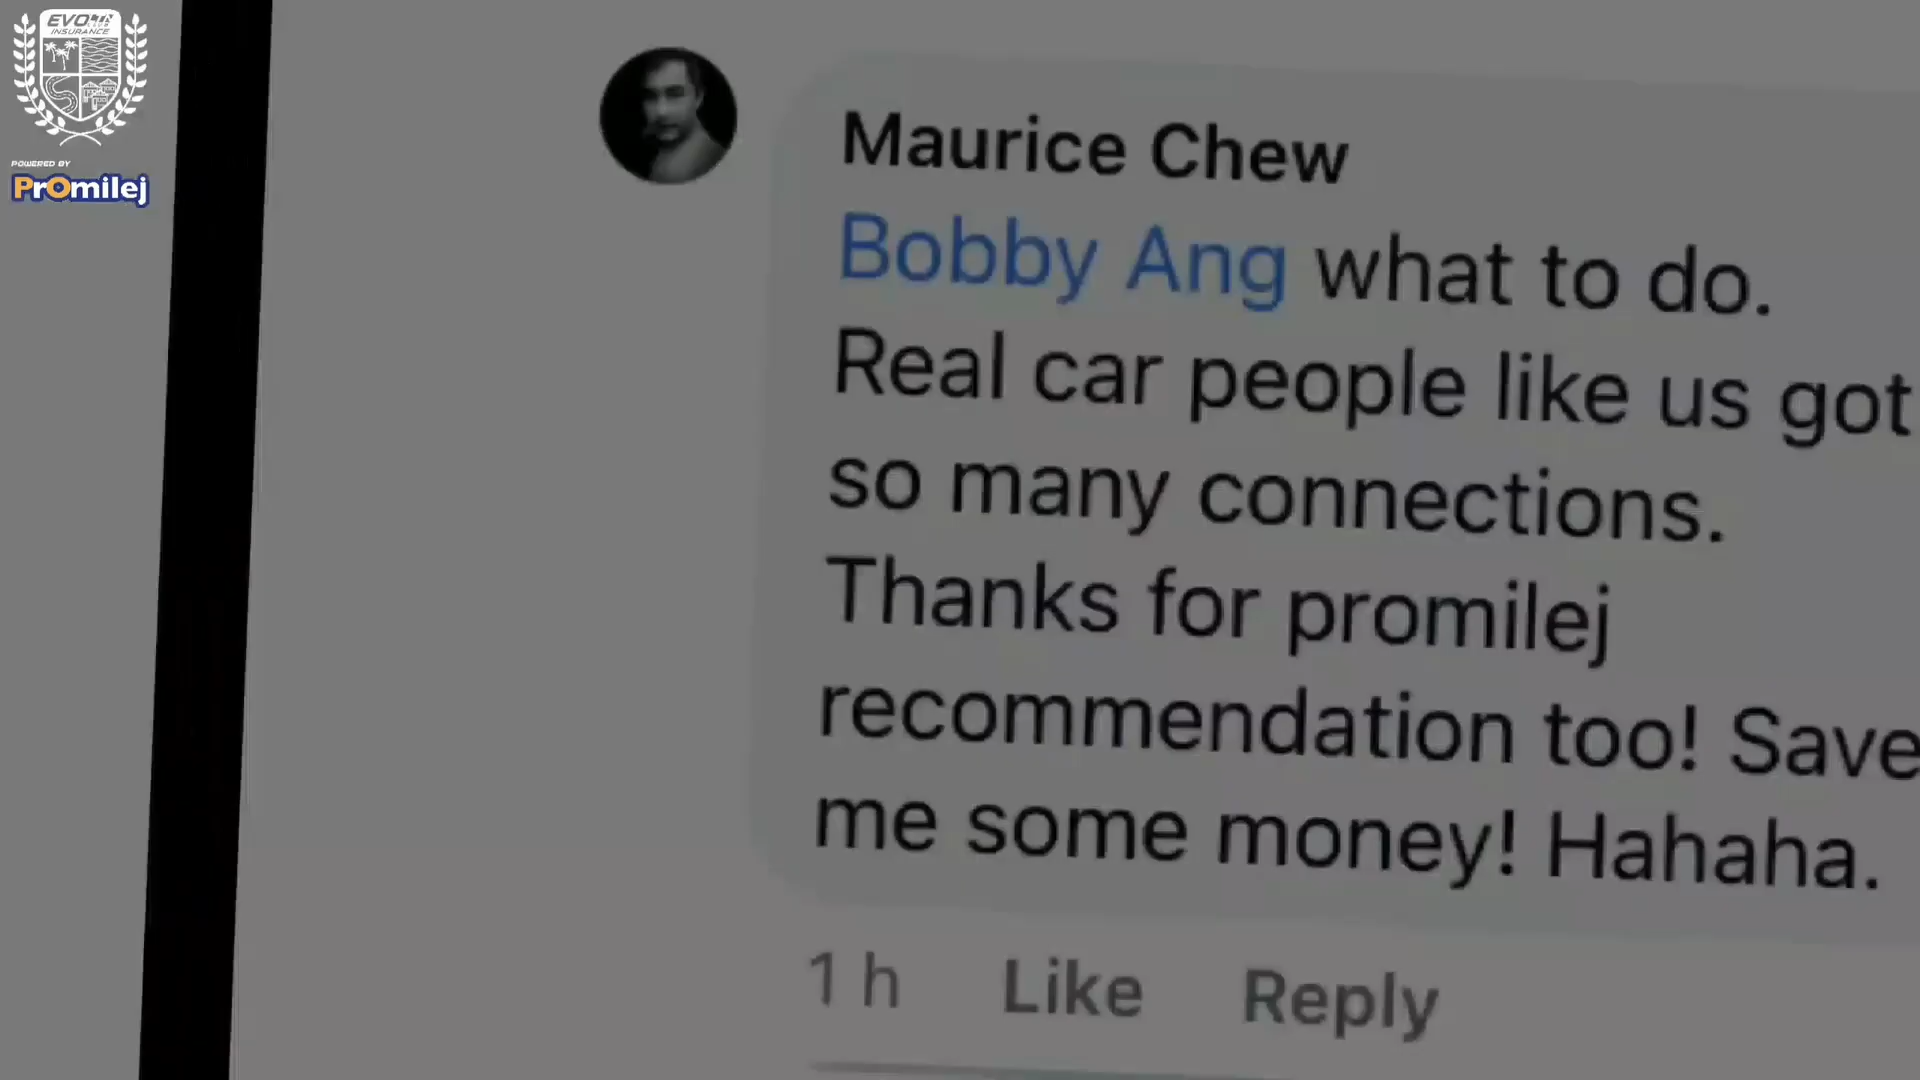 EVO
INSURANCE
POWERED BY
PrOmilej
Maurice Chew
Bobby Ang what to do.
Real car people like us got
so many connections.
Thanks for promilej
recommendation too! Save
me some money! Hahaha.
1 h Like Reply